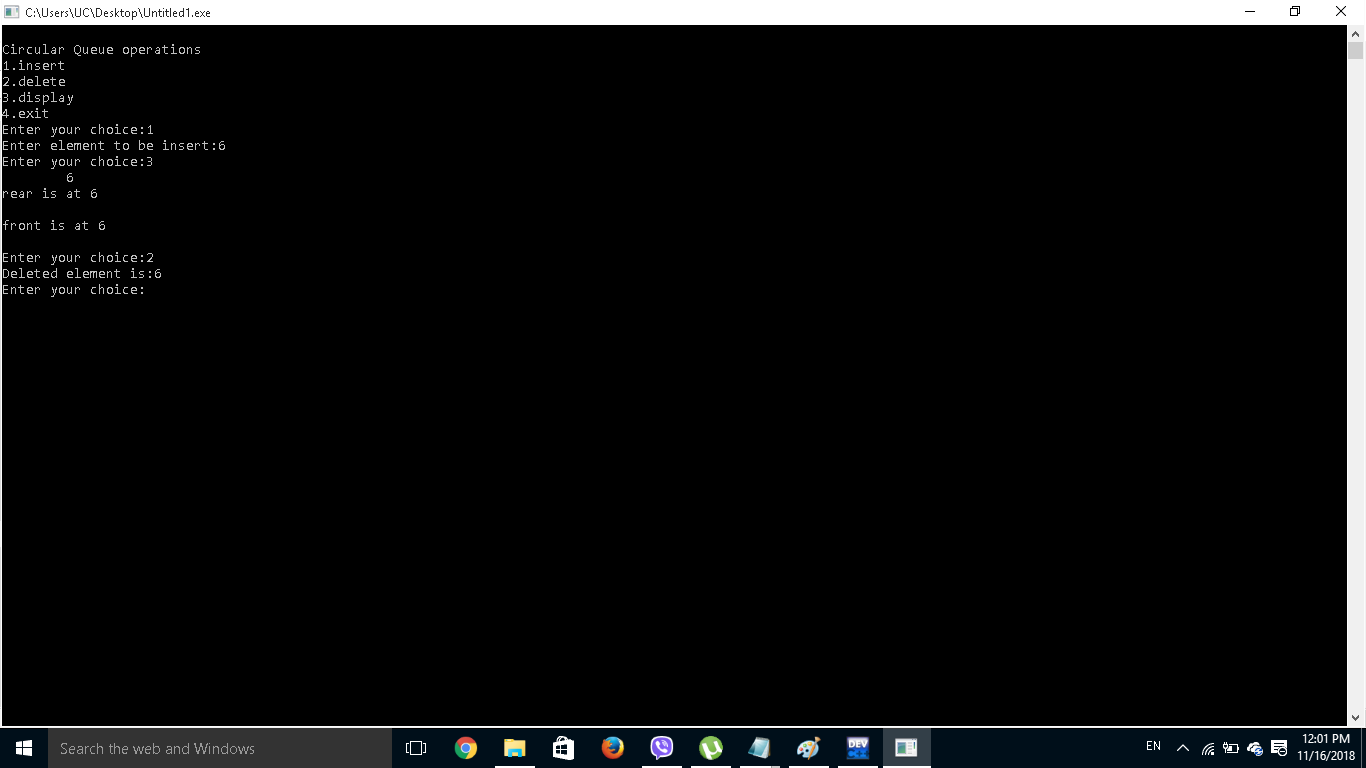 C:\Users\UC\Desktop\Untitled1.exe
Circular Queue operations
1.insert
2.delete
3.display
4.exit
Enter your choice:1
Enter element to be insert:6
Enter your choice:3
6
rear is at 6
front is at 6
Enter your choice:2
Deleted element is:6
Enter your choice:
Search the web and Windows
DEV
EN
12:01 PM
11/16/2018